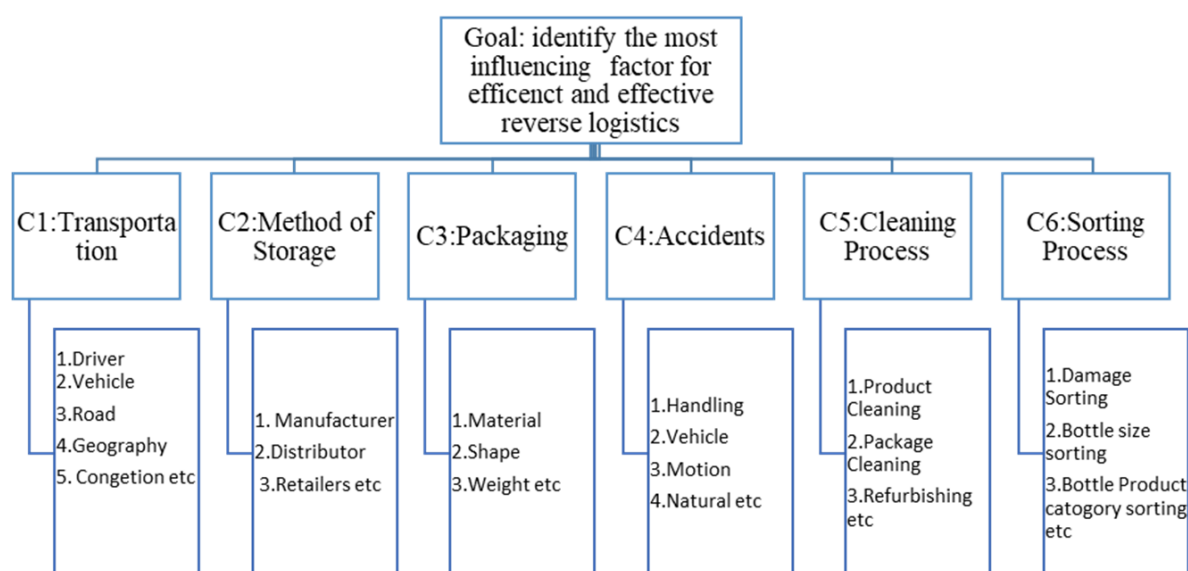 Goal: identify the most
influencing factor for
efficenct and effective
reverse logistics
C1:Transporta
tion
C2:Method of
Storage
C3:Packaging
C4:Accidents
C5:Cleaning
Process
C6:Sorting
Process
1.Driver
2.Vehicle
3.Road
4.Geography
5. Congetion etc
1. Manufacturer
2.Distributor
3.Retailers etc
1.Material
2.Shape
3.Weight etc
1.Handling
2.Vehicle
3.Motion
4.Natural etc
1.Product
Cleaning
2.Package
Cleaning
3.Refurbishing
etc
1.Damage
Sorting
2.Bottle size
sorting
3.Bottle Product
catogory sorting
etc